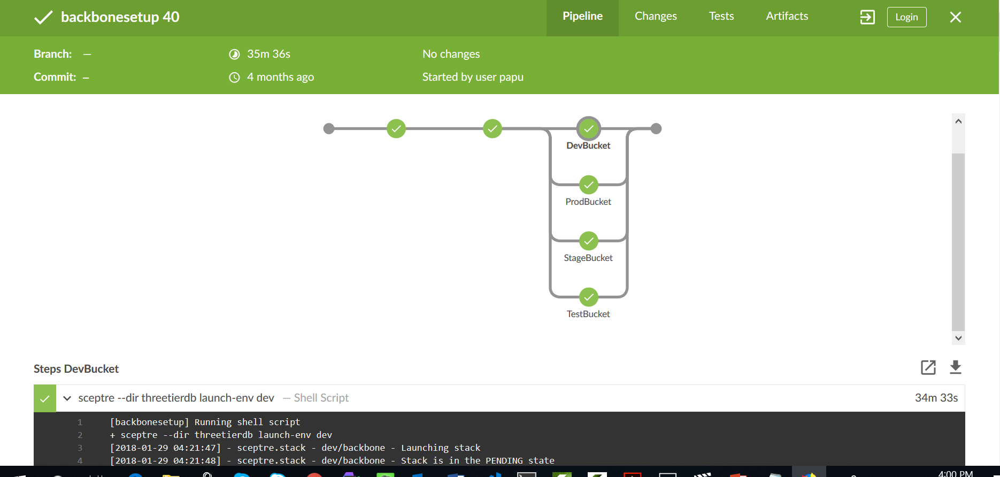 backbonesetup 40
Pipeline
Changes
Tests
Artifacts
Login
Branch: —
35m 36s
No changes
Commit: –
4 months ago
Started by user papu
DevBucket
ProdBucket
StageBucket
TestBucket
Steps DevBucket
sceptre --dir threetierdb launch-env dev — Shell Script
34m 33s
1 [backbonesetup] Running shell script
2 + sceptre --dir threetierdb launch-env dev
3 [2018-01-29 04:21:47] - sceptre.stack - dev/backbone - Launching stack
4 [2018-01-29 04:21:48] - sceptre.stack - dev/backbone - Stack is in the PENDING state
4:00 PM